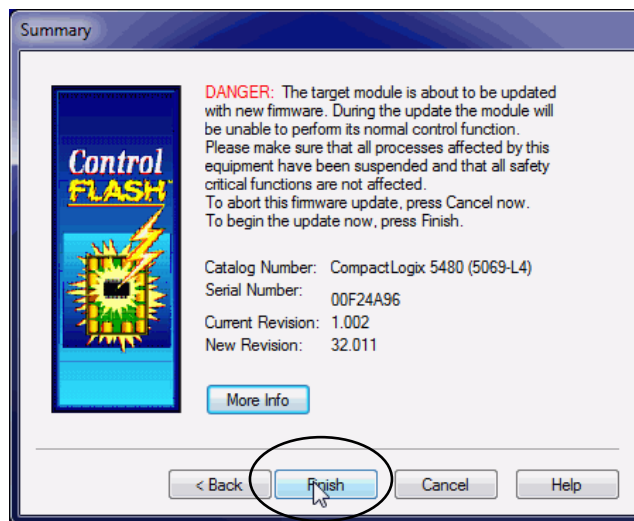 Summary
Control
FLASH
DANGER: The target module is about to be updated
with new firmware. During the update the module will
be unable to perform its normal control function.
Please make sure that all processes affected by this
equipment have been suspended and that all safety
critical functions are not affected.
To abort this firmware update, press Cancel now.
To begin the update now, press Finish.
Catalog Number: CompactLogix 5480 (5069-L4)
Serial Number: 00F24A96
Current Revision: 1.002
New Revision: 32.011
More Info
< Back Finish Cancel Help